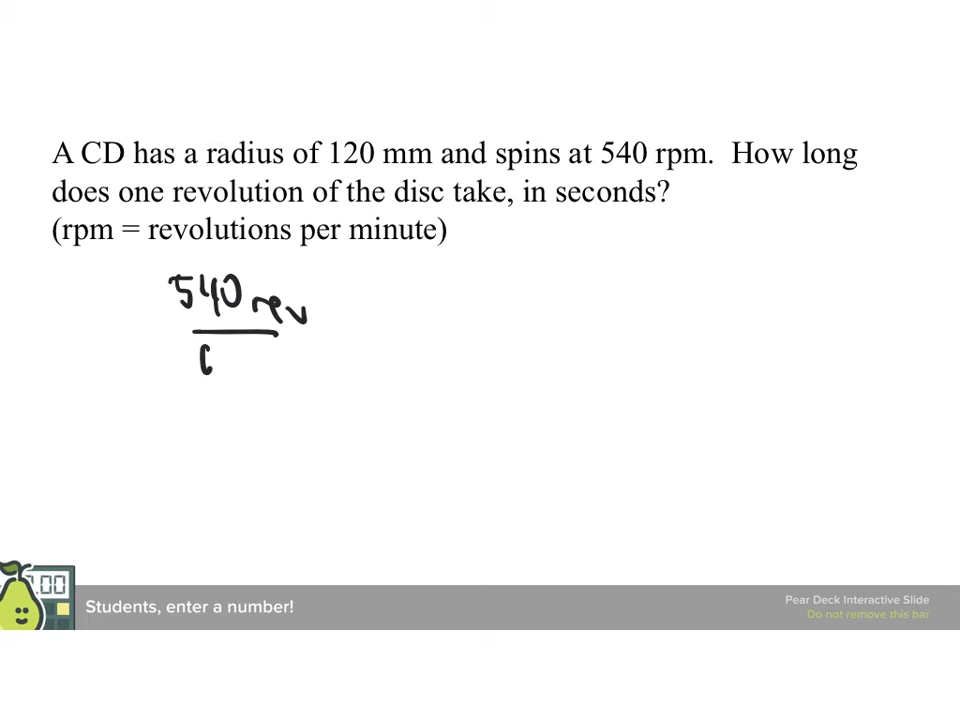 A CD has a radius of 120 mm and spins at 540 rpm. How long
does one revolution of the disc take, in seconds?
(rpm = revolutions per minute)
540 rev
Students, enter a number!
Pear Deck Interactive Slide
Do not remove this bar